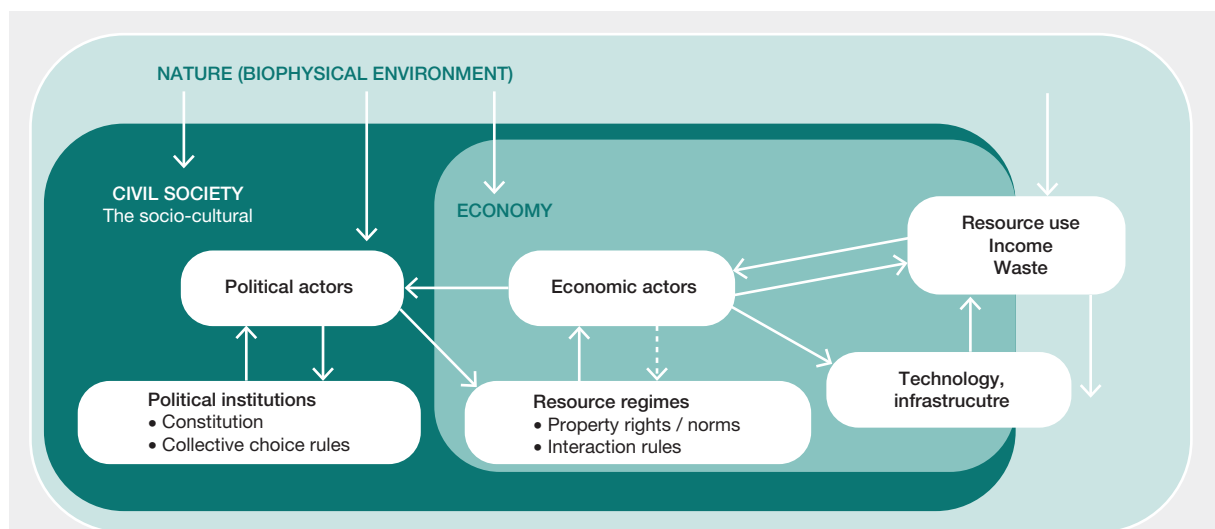 NATURE (BIOPHYSICAL ENVIRONMENT)
CIVIL SOCIETY
The socio-cultural
ECONOMY
Resource use
Income
Waste
Political actors
Economic actors
Political institutions
• Constitution
• Collective choice rules
Resource regimes
• Property rights / norms
• Interaction rules
Technology,
infrastrucutre